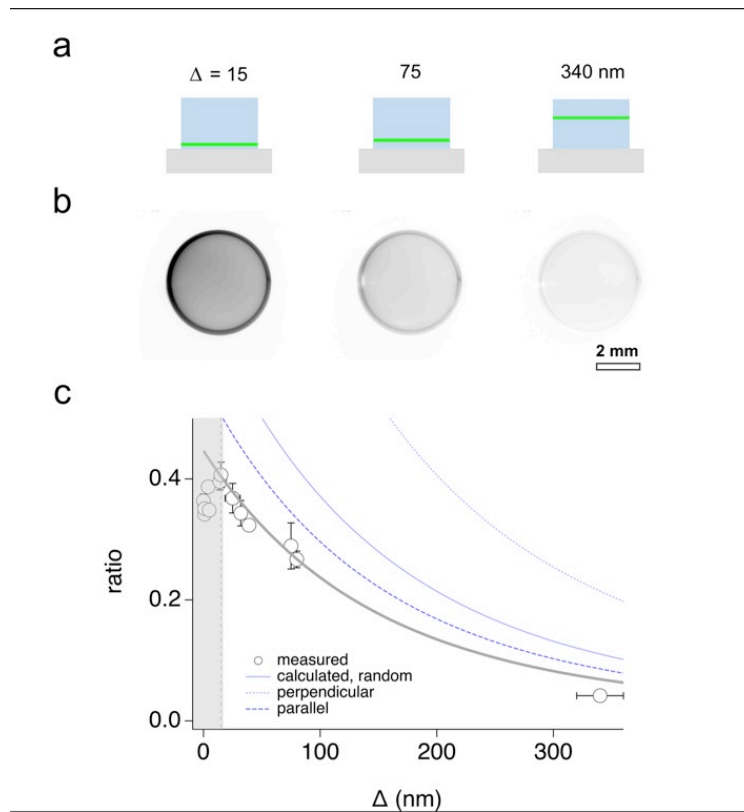 a
Δ = 15
75
340 nm
b
2 mm
c
0.4
0.2
0.0
ratio
measured
calculated, random
perpendicular
parallel
0
100
200
300
Δ (nm)